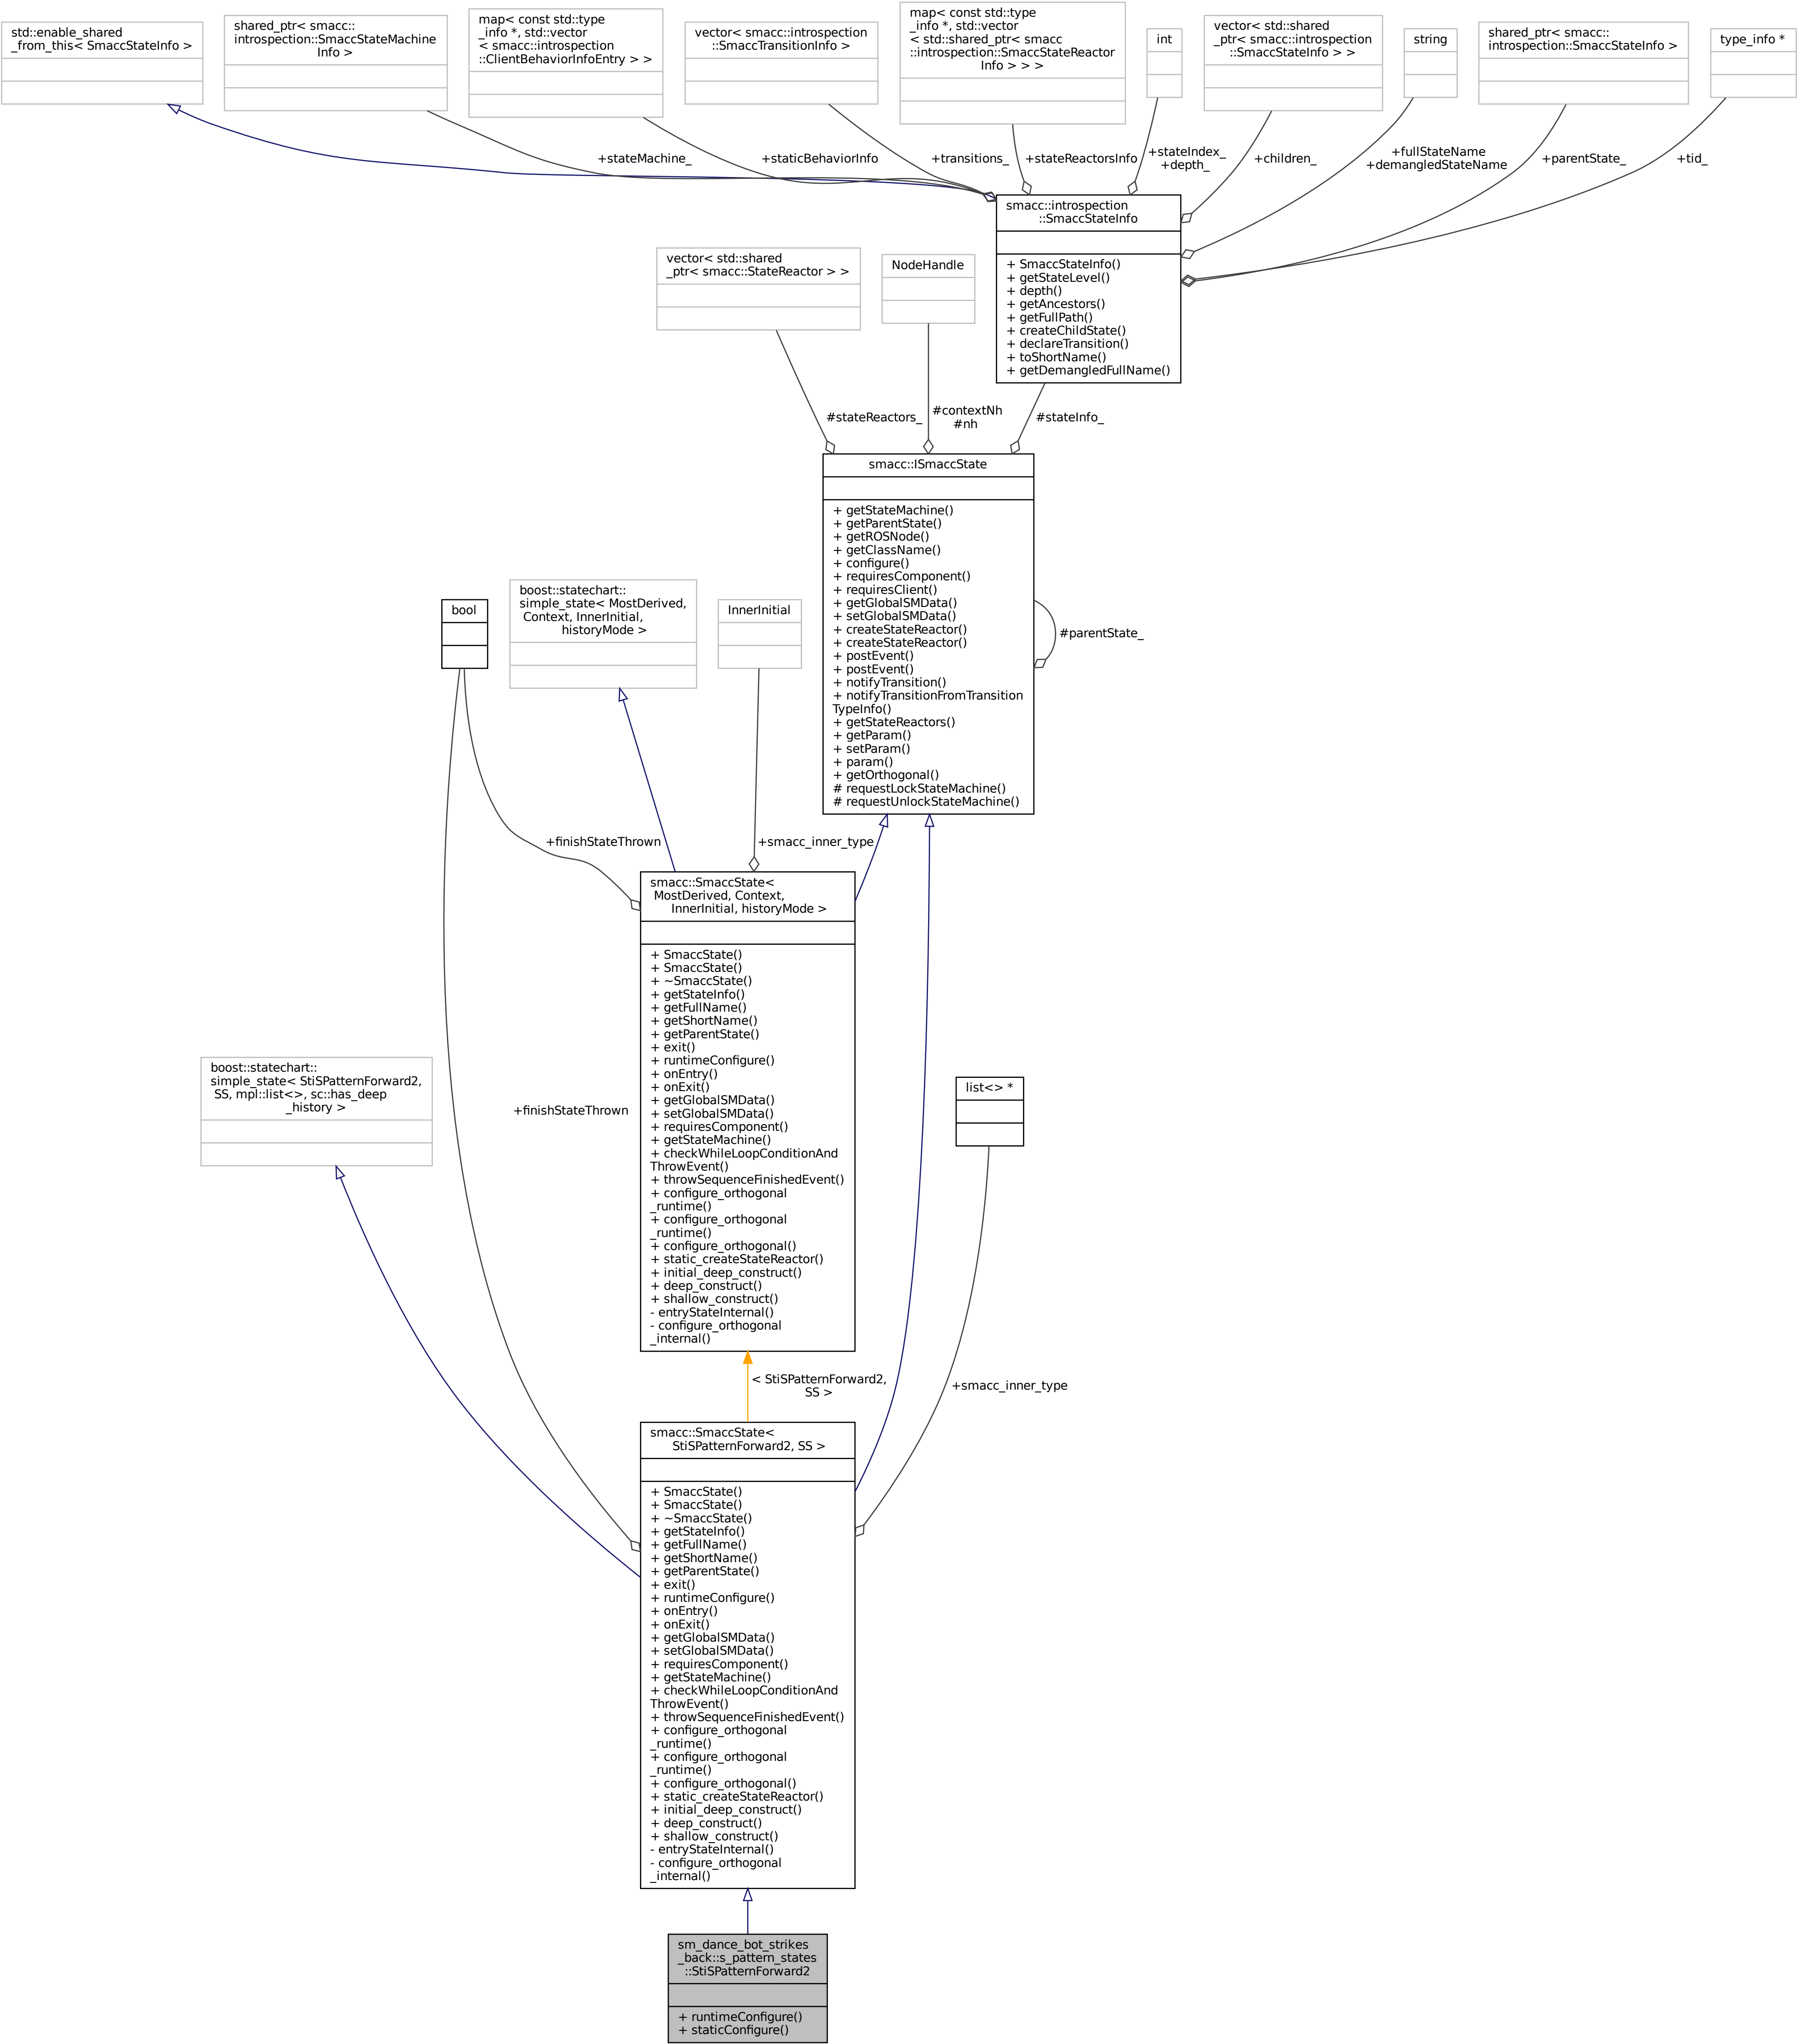 std::enable_shared
_from_this< SmaccStateInfo >
shared_ptr< smacc::
introspection::SmaccStateMachine
Info >
map< const std::type
_info *, std::vector
< smacc::introspection
::ClientBehaviorInfoEntry > >
vector< smacc::introspection
::SmaccTransitionInfo >
map< const std::type
_info *, std::vector
< std::shared_ptr< smacc
::introspection::SmaccStateReactor
Info > > >
int
vector< std::shared
_ptr< smacc::introspection
::SmaccStateInfo > >
string
shared_ptr< smacc::
introspection::SmaccStateInfo >
type_info *
+stateMachine_
+staticBehaviorInfo
+transitions_
+stateReactorsInfo
+stateIndex_
+depth_
+children_
+fullStateName
+demangledStateName
+parentState_
+tid_
smacc::introspection
::SmaccStateInfo
+ SmaccStateInfo()
+ getStateLevel()
+ depth()
+ getAncestors()
+ getFullPath()
+ createChildState()
+ declareTransition()
+ toShortName()
+ getDemangledFullName()
vector< std::shared
_ptr< smacc::StateReactor > >
NodeHandle
#stateReactors_
#contextNh
#nh
#stateInfo_
smacc::ISmaccState
+ getStateMachine()
+ getParentState()
+ getROSNode()
+ getClassName()
+ configure()
+ requiresComponent()
+ requiresClient()
+ getGlobalSMData()
+ setGlobalSMData()
+ createStateReactor()
+ createStateReactor()
+ postEvent()
+ postEvent()
+ notifyTransition()
+ notifyTransitionFromTransition
TypeInfo()
+ getStateReactors()
+ getParam()
+ setParam()
+ param()
+ getOrthogonal()
# requestLockStateMachine()
# requestUnlockStateMachine()
#parentState_
bool
boost::statechart::
simple_state< MostDerived,
Context, InnerInitial,
historyMode >
InnerInitial
+finishStateThrown
+smacc_inner_type
smacc::SmaccState<
MostDerived, Context,
InnerInitial, historyMode >
+ SmaccState()
+ SmaccState()
+ ~SmaccState()
+ getStateInfo()
+ getFullName()
+ getShortName()
+ getParentState()
+ exit()
+ runtimeConfigure()
+ onEntry()
+ onExit()
+ getGlobalSMData()
+ setGlobalSMData()
+ requiresComponent()
+ getStateMachine()
+ checkWhileLoopConditionAnd
ThrowEvent()
+ throwSequenceFinishedEvent()
+ configure_orthogonal
_runtime()
+ configure_orthogonal
_runtime()
+ configure_orthogonal()
+ static_createStateReactor()
+ initial_deep_construct()
+ deep_construct()
+ shallow_construct()
- entryStateInternal()
- configure_orthogonal
_internal()
boost::statechart::
simple_state< StiSPatternForward2,
SS, mpl::list<>, sc::has_deep
_history >
+finishStateThrown
list<> *
< StiSPatternForward2,
SS >
+smacc_inner_type
smacc::SmaccState<
StiSPatternForward2, SS >
+ SmaccState()
+ SmaccState()
+ ~SmaccState()
+ getStateInfo()
+ getFullName()
+ getShortName()
+ getParentState()
+ exit()
+ runtimeConfigure()
+ onEntry()
+ onExit()
+ getGlobalSMData()
+ setGlobalSMData()
+ requiresComponent()
+ getStateMachine()
+ checkWhileLoopConditionAnd
ThrowEvent()
+ throwSequenceFinishedEvent()
+ configure_orthogonal
_runtime()
+ configure_orthogonal
_runtime()
+ configure_orthogonal()
+ static_createStateReactor()
+ initial_deep_construct()
+ deep_construct()
+ shallow_construct()
- entryStateInternal()
- configure_orthogonal
_internal()
sm_dance_bot_strikes
_back::s_pattern_states
::StiSPatternForward2
+ runtimeConfigure()
+ staticConfigure()